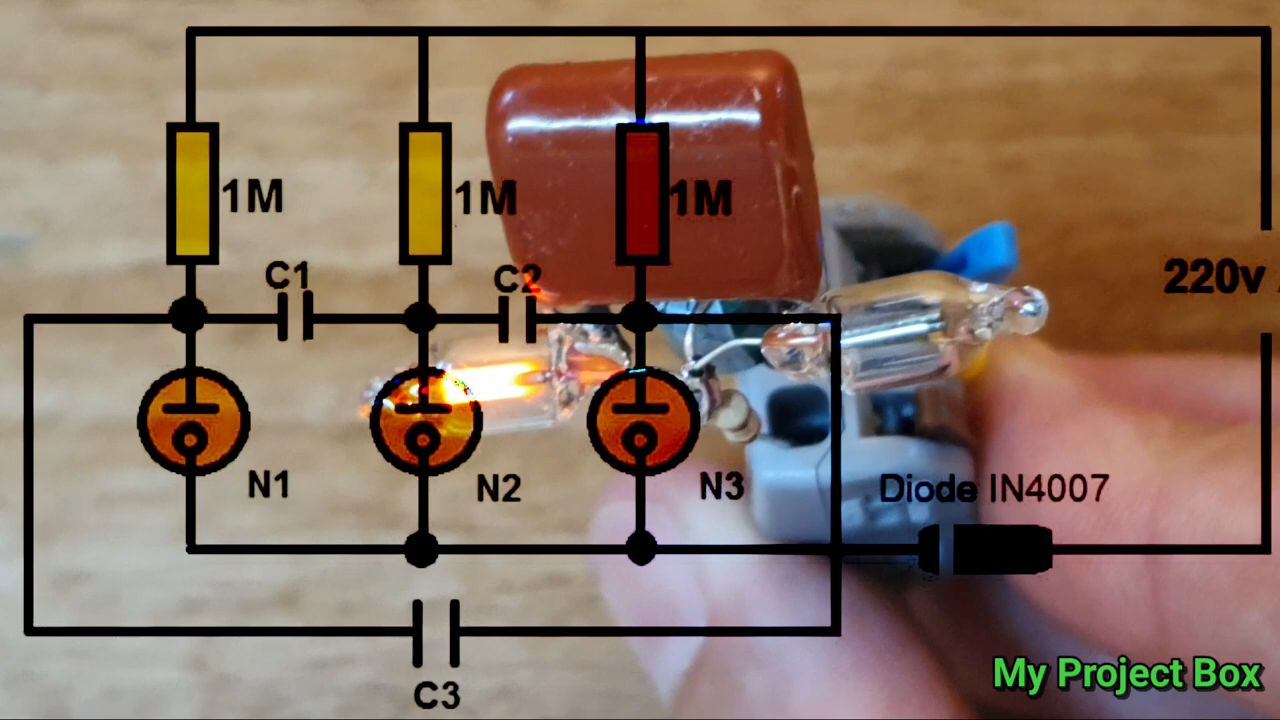 1M
1M
1M
C1
C2
220v
N1
N2
N3
Diode IN4007
C3
My Project Box